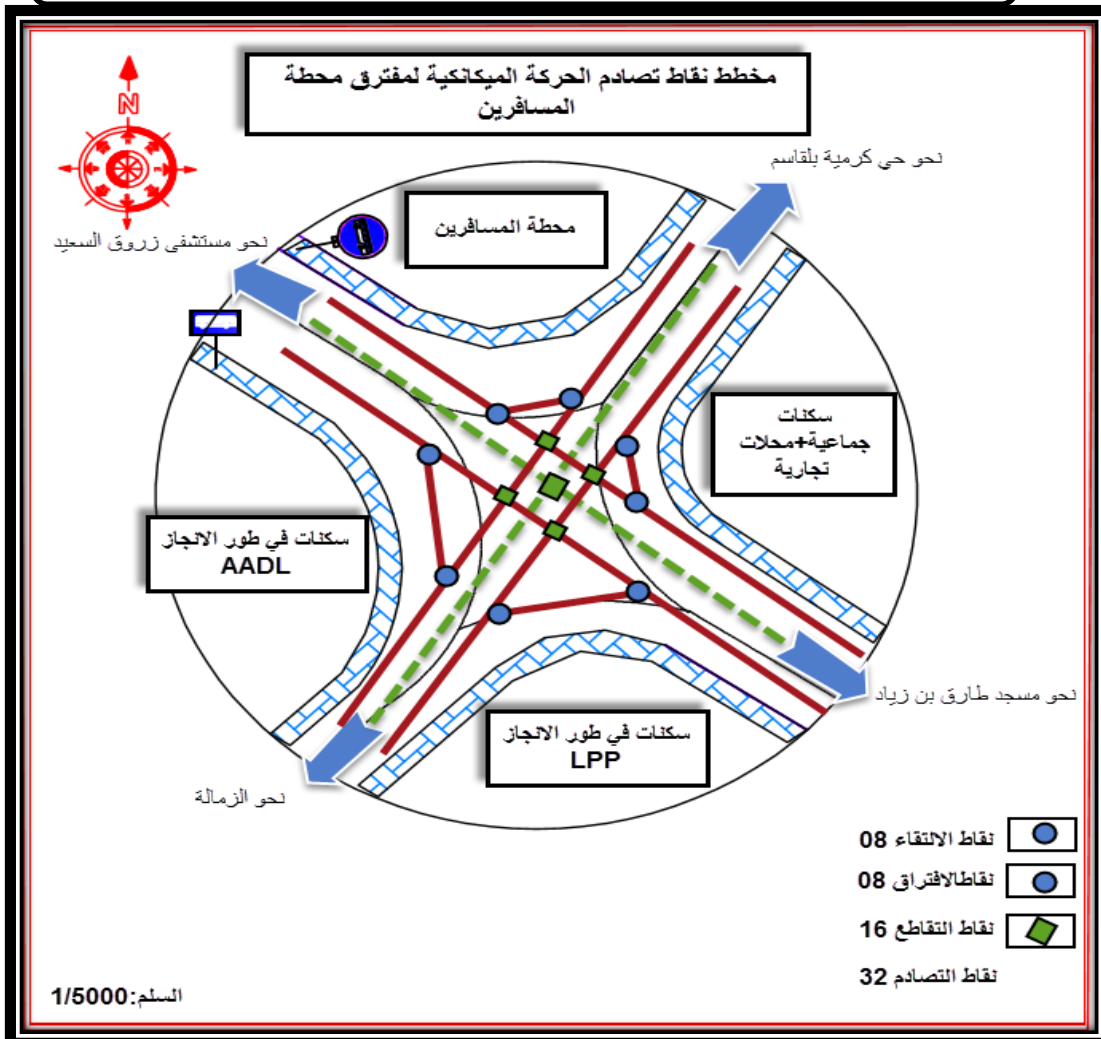 مخطط نقاط تصادم الحركة الميكانكية لمفترق محطة
المسافرين
N
نحو حي كرمية بلقاسم
محطة المسافرين
نحو مستشفى زروق السعيد
سكنات
جماعية+محلات
تجارية
سكنات في طور الانجاز
AADL
نحو مسجد طارق بن زياد
سكنات في طور الانجاز
LPP
نحو الزمالة
نقاط الالتقاء 08
نقاطالافتراق 08
نقاط التقاطع 16
نقاط التصادم 32
السلم:1/5000